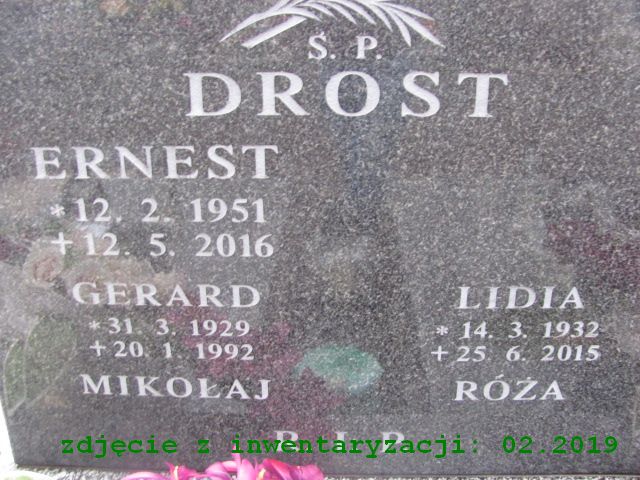 Ś. P.
DROST
ERNEST
* 12. 2. 1951
+ 12. 5. 2016
GERARD
* 31. 3. 1929
+ 20. 1. 1992
MIKOŁAJ
LIDIA
* 14. 3. 1932
+ 25. 6. 2015
RÓŻA
R. I. P.
zdjęcie z inwentaryzacji: 02.2019